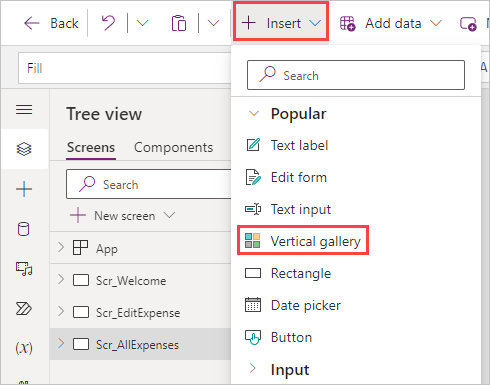 Back Insert Add data
Fill
Search
Tree view
Popular
Screens Components
Text label
Search
Edit form
New screen
Text input
App
Vertical gallery
Scr_Welcome
Rectangle
Scr_EditExpense
Date picker
Scr_AllExpenses
Button
(x)
Input